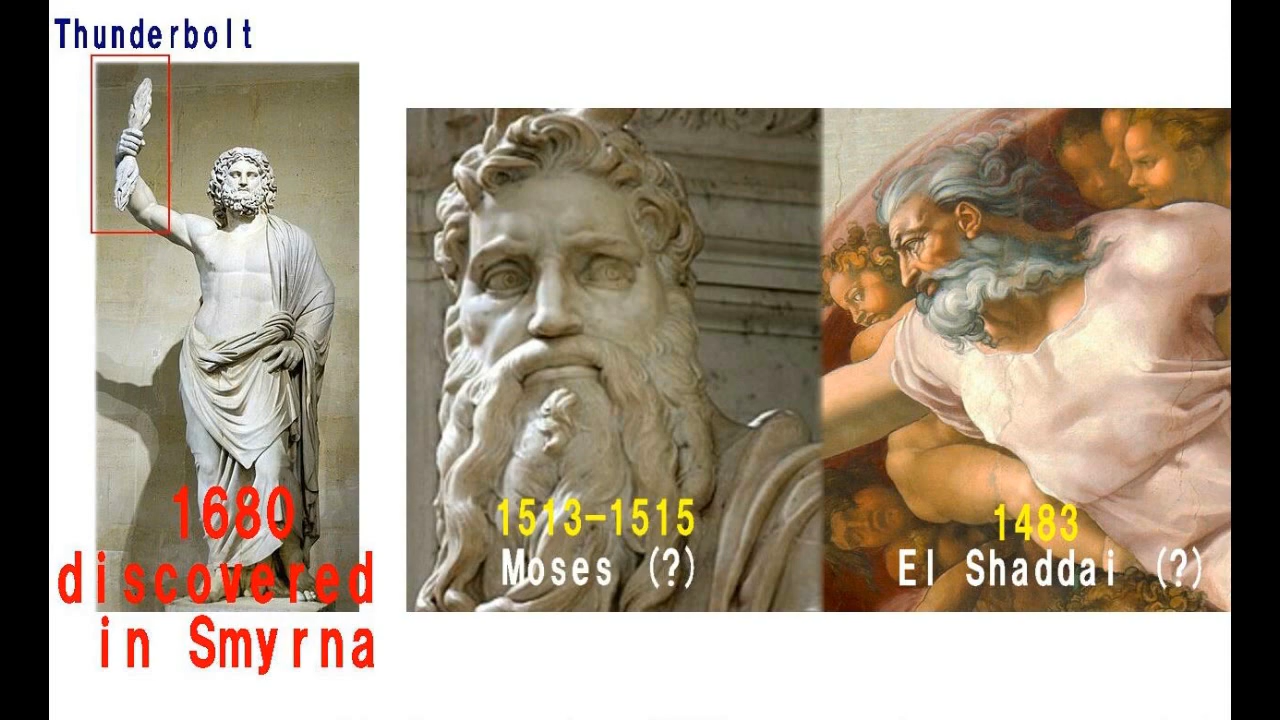 Thunderbolt
1680
discovered
in Smyrna
1513-1515
Moses (?)
1483
El Shaddai (?)